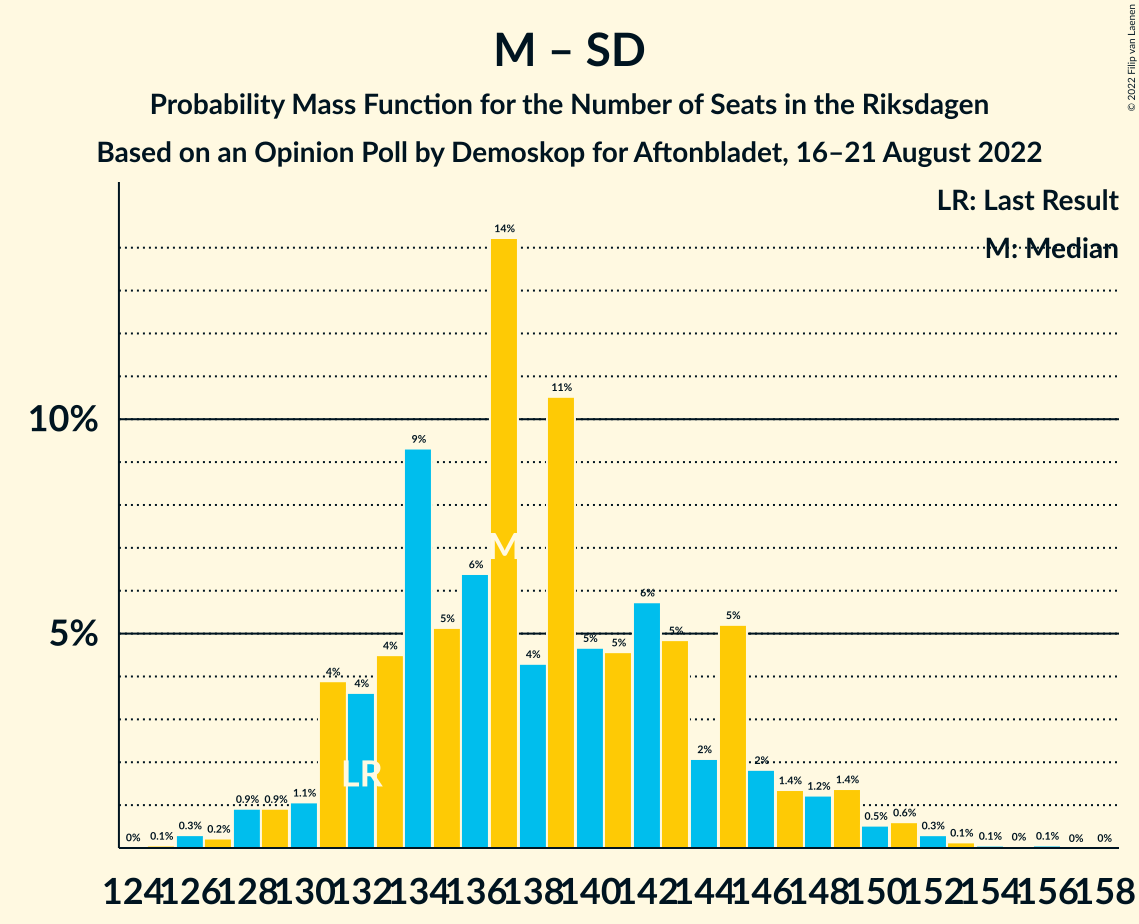 M – SD
Probability Mass Function for the Number of Seats in the Riksdagen
Based on an Opinion Poll by Demoskop for Aftonbladet, 16–21 August 2022
© 2022 Filip van Laenen
LR: Last Result
M: Median
10%
5%
0% 0.1% 0.3% 0.2% 0.9% 0.9% 1.1% 4% 4% 4% 9% 5% 6% 14% 4% 11% 5% 5% 6% 5% 2% 5% 2% 1.4% 1.2% 1.4% 0.5% 0.6% 0.3% 0.1% 0.1% 0% 0.1% 0% 0%
M
LR
124 126 128 130 132 134 136 138 140 142 144 146 148 150 152 154 156 158